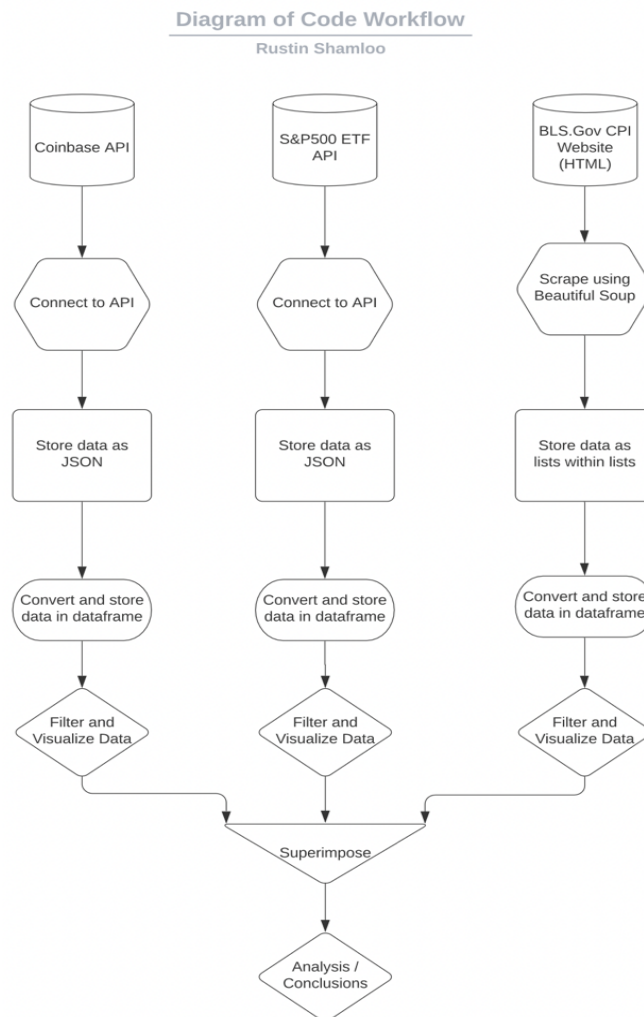 Diagram of Code Workflow
Rustin Shamloo
Coinbase API
S&P500 ETF
API
BLS.Gov CPI
Website
(HTML)
Connect to API
Connect to API
Scrape using
Beautiful Soup
Store data as
JSON
Store data as
JSON
Store data as
lists within lists
Convert and store
data in dataframe
Convert and store
data in dataframe
Convert and store
data in dataframe
Filter and
Visualize Data
Filter and
Visualize Data
Filter and
Visualize Data
Superimpose
Analysis /
Conclusions